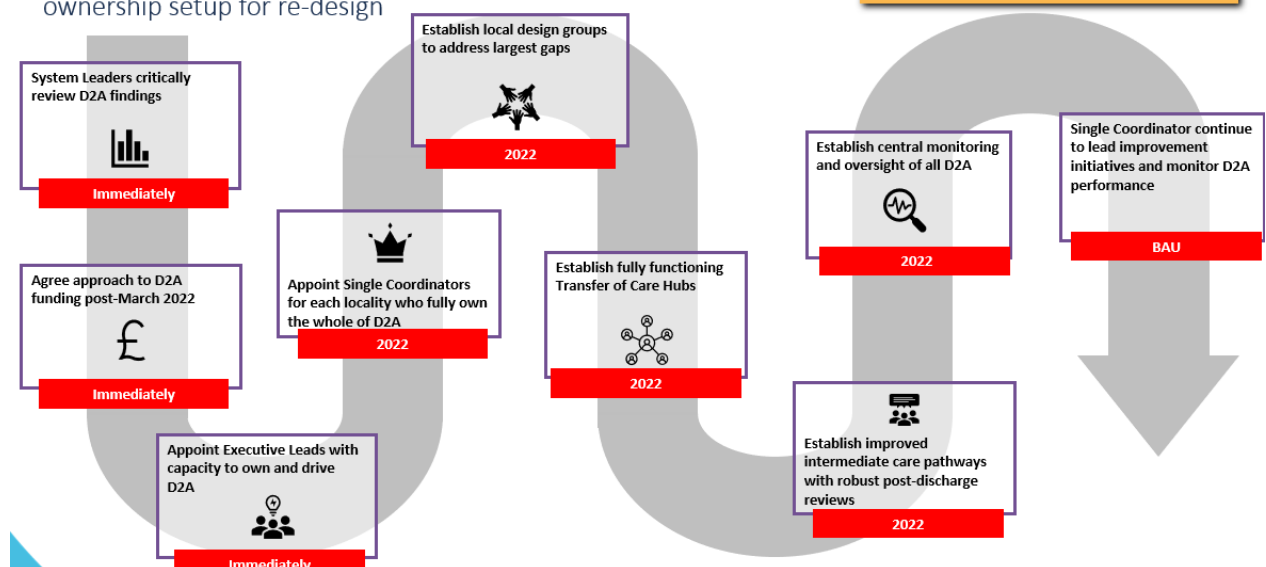 ownership setup for re-design
System Leaders critically
review D2A findings
Immediately
Agree approach to D2A
funding post-March 2022
£
Immediately
Appoint Executive Leads with
capacity to own and drive
D2A
Immediately
Appoint Single Coordinators
for each locality who fully own
the whole of D2A
2022
Establish local design groups
to address largest gaps
2022
Establish fully functioning
Transfer of Care Hubs
2022
Establish improved
intermediate care pathways
with robust post-discharge
reviews
2022
Establish central monitoring
and oversight of all D2A
2022
Single Coordinator continue
to lead improvement
initiatives and monitor D2A
performance
BAU